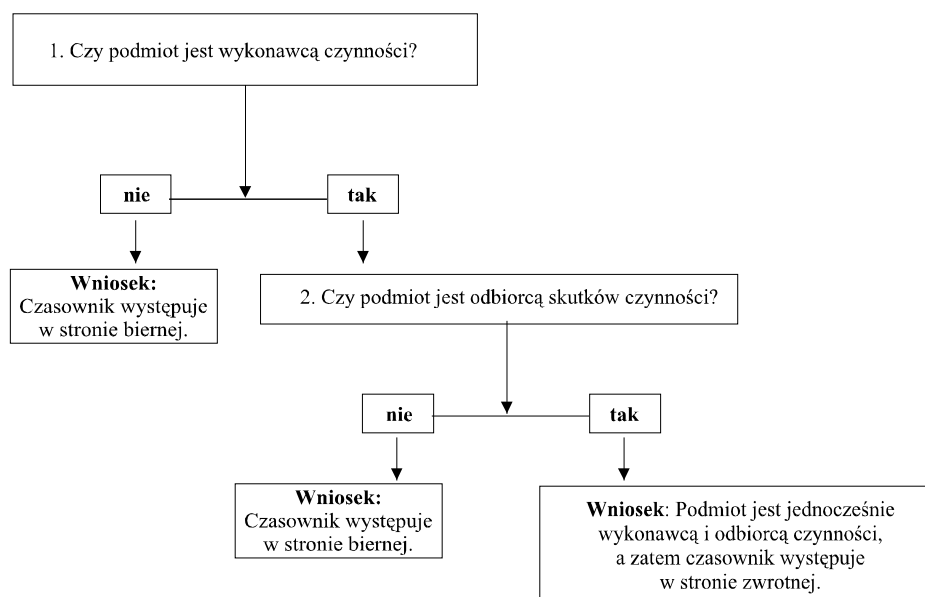 1. Czy podmiot jest wykonawcą czynności?
nie
tak
Wniosek:
Czasownik występuje
w stronie biernej.
2. Czy podmiot jest odbiorcą skutków czynności?
nie
tak
Wniosek:
Czasownik występuje
w stronie biernej.
Wniosek: Podmiot jest jednocześnie
wykonawcą i odbiorcą czynności,
a zatem czasownik występuje
w stronie zwrotnej.